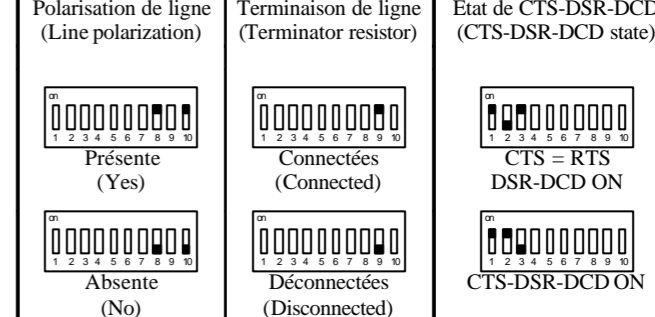 Polarisation de ligne
(Line polarization)
on
1 2 3 4 5 6 7 8 9 10
Présente
(Yes)
on
1 2 3 4 5 6 7 8 9 10
Absente
(No)
Terminaison de ligne
(Terminator resistor)
on
1 2 3 4 5 6 7 8 9 10
Connectées
(Connected)
on
1 2 3 4 5 6 7 8 9 10
Déconnectées
(Disconnected)
Etat de CTS-DSR-DCD
(CTS-DSR-DCD state)
on
1 2 3 4 5 6 7 8 9 10
CTS = RTS
DSR-DCD ON
on
1 2 3 4 5 6 7 8 9 10
CTS-DSR-DCD ON